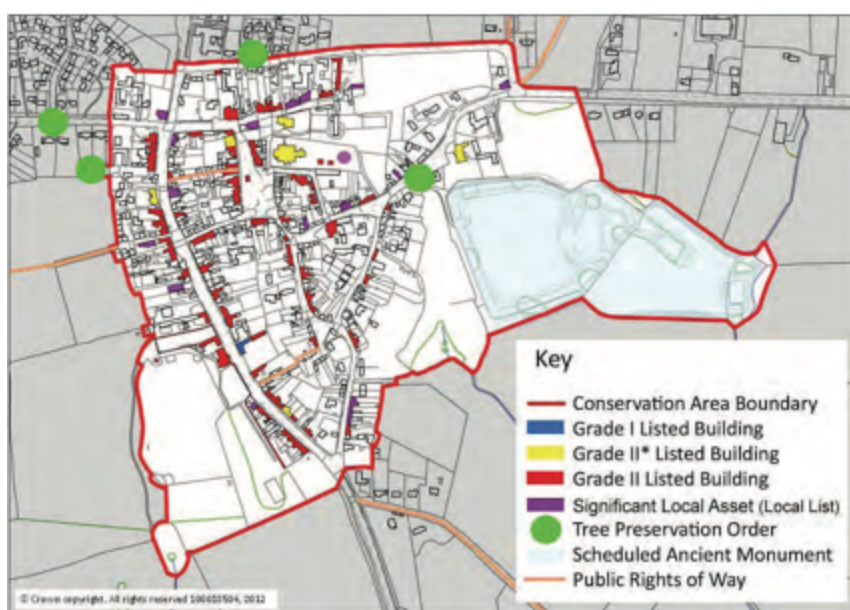 Key
Conservation Area Boundary
Grade I Listed Building
Grade II* Listed Building
Grade II Listed Building
Significant Local Asset (Local List)
Tree Preservation Order
Scheduled Ancient Monument
Public Rights of Way
© Crown copyright. All rights reserved 100053504, 2012